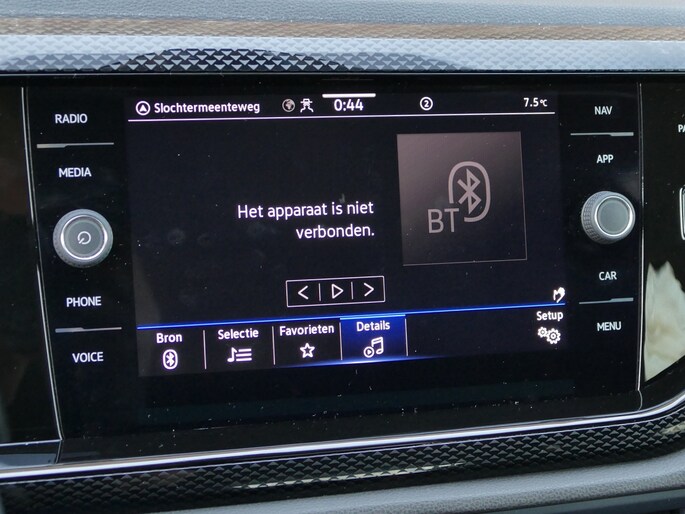 RADIO
MEDIA
PHONE
VOICE
Slochtermeenteweg 0:44 2 7.5°C
Het apparaat is niet
verbonden.
BT
Bron Selectie Favorieten Details Setup
NAV
APP
CAR
MENU